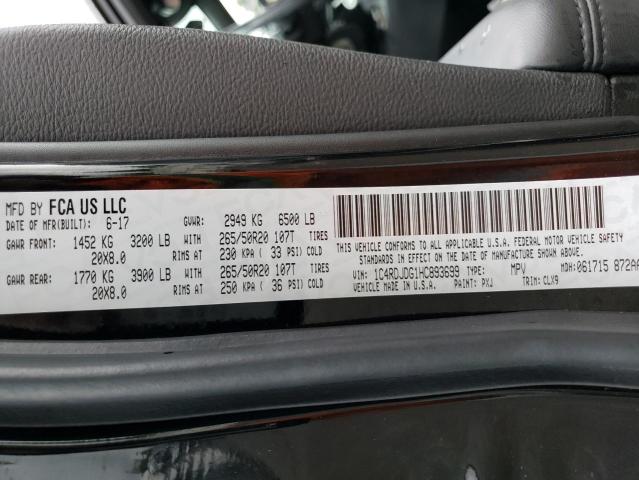 MFD BY FCA US LLC
DATE OF MFR(BUILT): 6-17 GVWR: 2949 KG 6500 LB
GAWR FRONT: 1452 KG 3200 LB WITH 265/50R20 107T TIRES
20X8.0 RIMS AT 230 KPA ( 33 PSI) COLD
GAWR REAR: 1770 KG 3900 LB WITH 265/50R20 107T TIRES
20X8.0 RIMS AT 250 KPA ( 36 PSI) COLD
THIS VEHICLE CONFORMS TO ALL APPLICABLE U.S.A. FEDERAL MOTOR VEHICLE SAFETY
STANDARDS IN EFFECT ON THE DATE OF MANUFACTURE SHOWN ABOVE.
VIN: 1C4RDJDG1HC893699 TYPE: MPV MDH: 061715 872AA
VEHICLE MADE IN U.S.A. PAINT: PXJ TRIM: CLX9